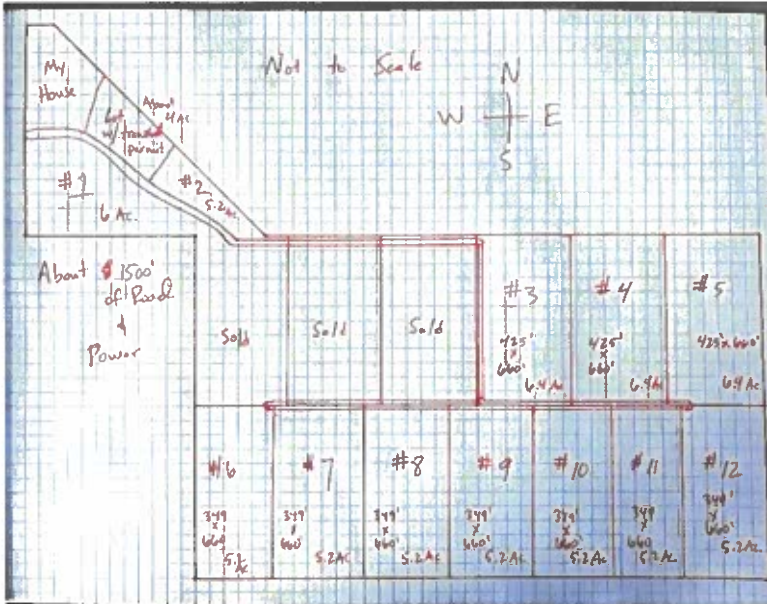 Not to Scale
N
W E
S
My
House
About
4 Ac
Lot
w/
permit
#1
6 Ac.
#2
5.2 Ac
About 1500'
of Road
&
Power
Sold
Sold
Sold
#3
425'
x
660'
6.4 Ac
#4
425'
x
660'
6.4 Ac
#5
425' x 660'
6.4 Ac
#6
349
x
660
5.2
Ac
#7
349'
x
660'
5.2 Ac
#8
349'
x
660'
5.2 Ac
#9
349'
x
660'
5.2 Ac
#10
349'
x
660'
5.2 Ac
#11
349
x
660
5.2 Ac
#12
349'
x
660'
5.2 Ac